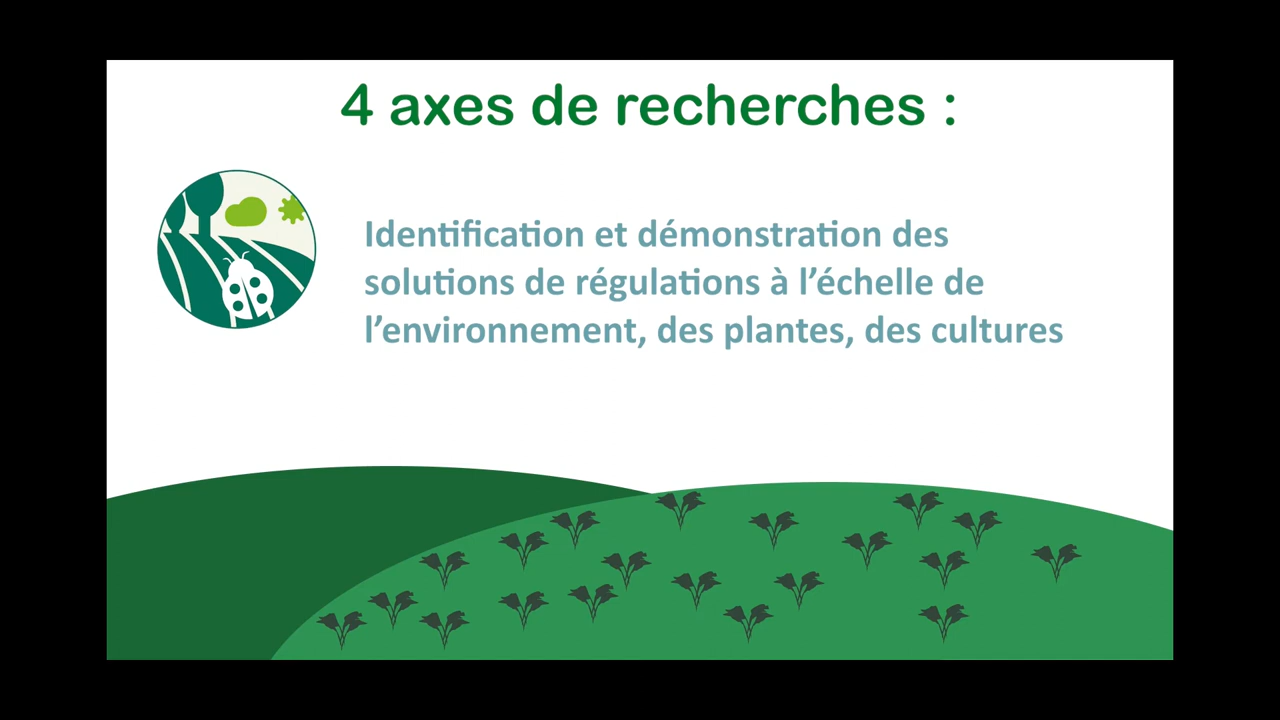 4 axes de recherches :
Identification et démonstration des
solutions de régulations à l’échelle de
l’environnement, des plantes, des cultures